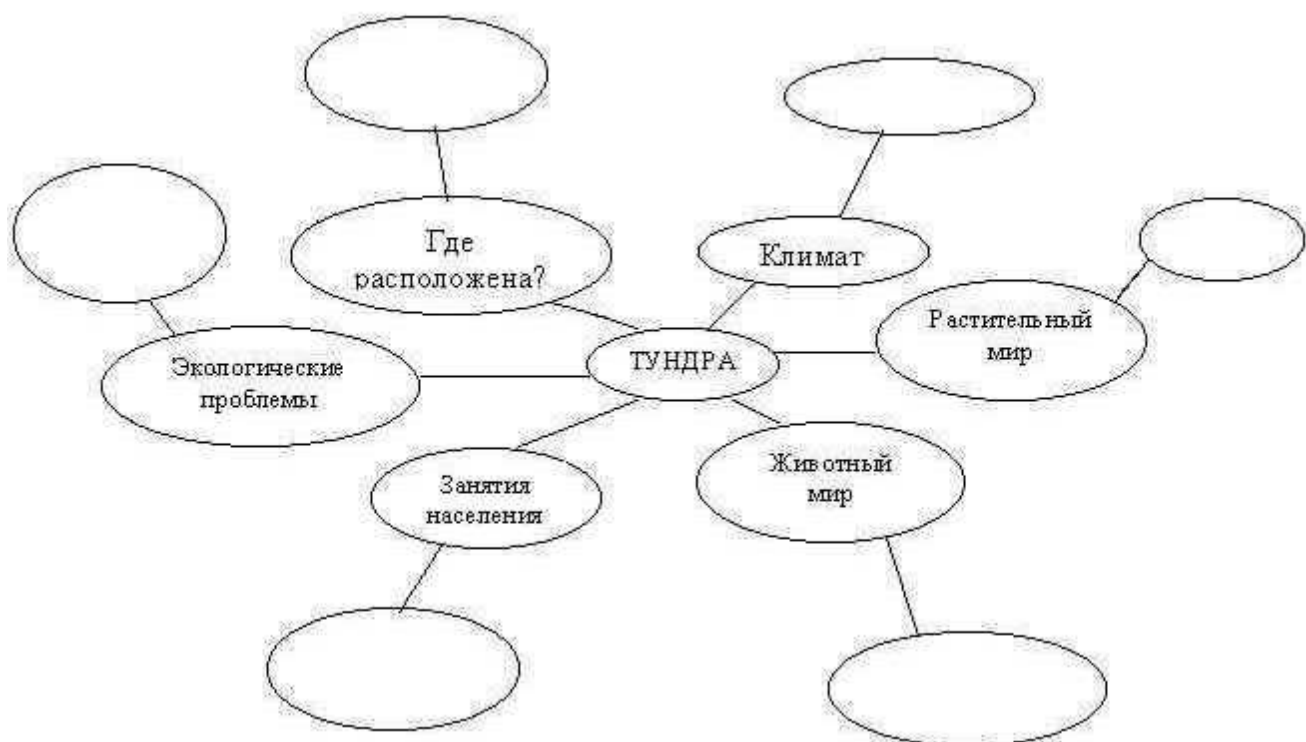 Где
расположена?
Климат
Растительный
мир
ТУНДРА
Экологические
проблемы
Животный
мир
Занятия
населения